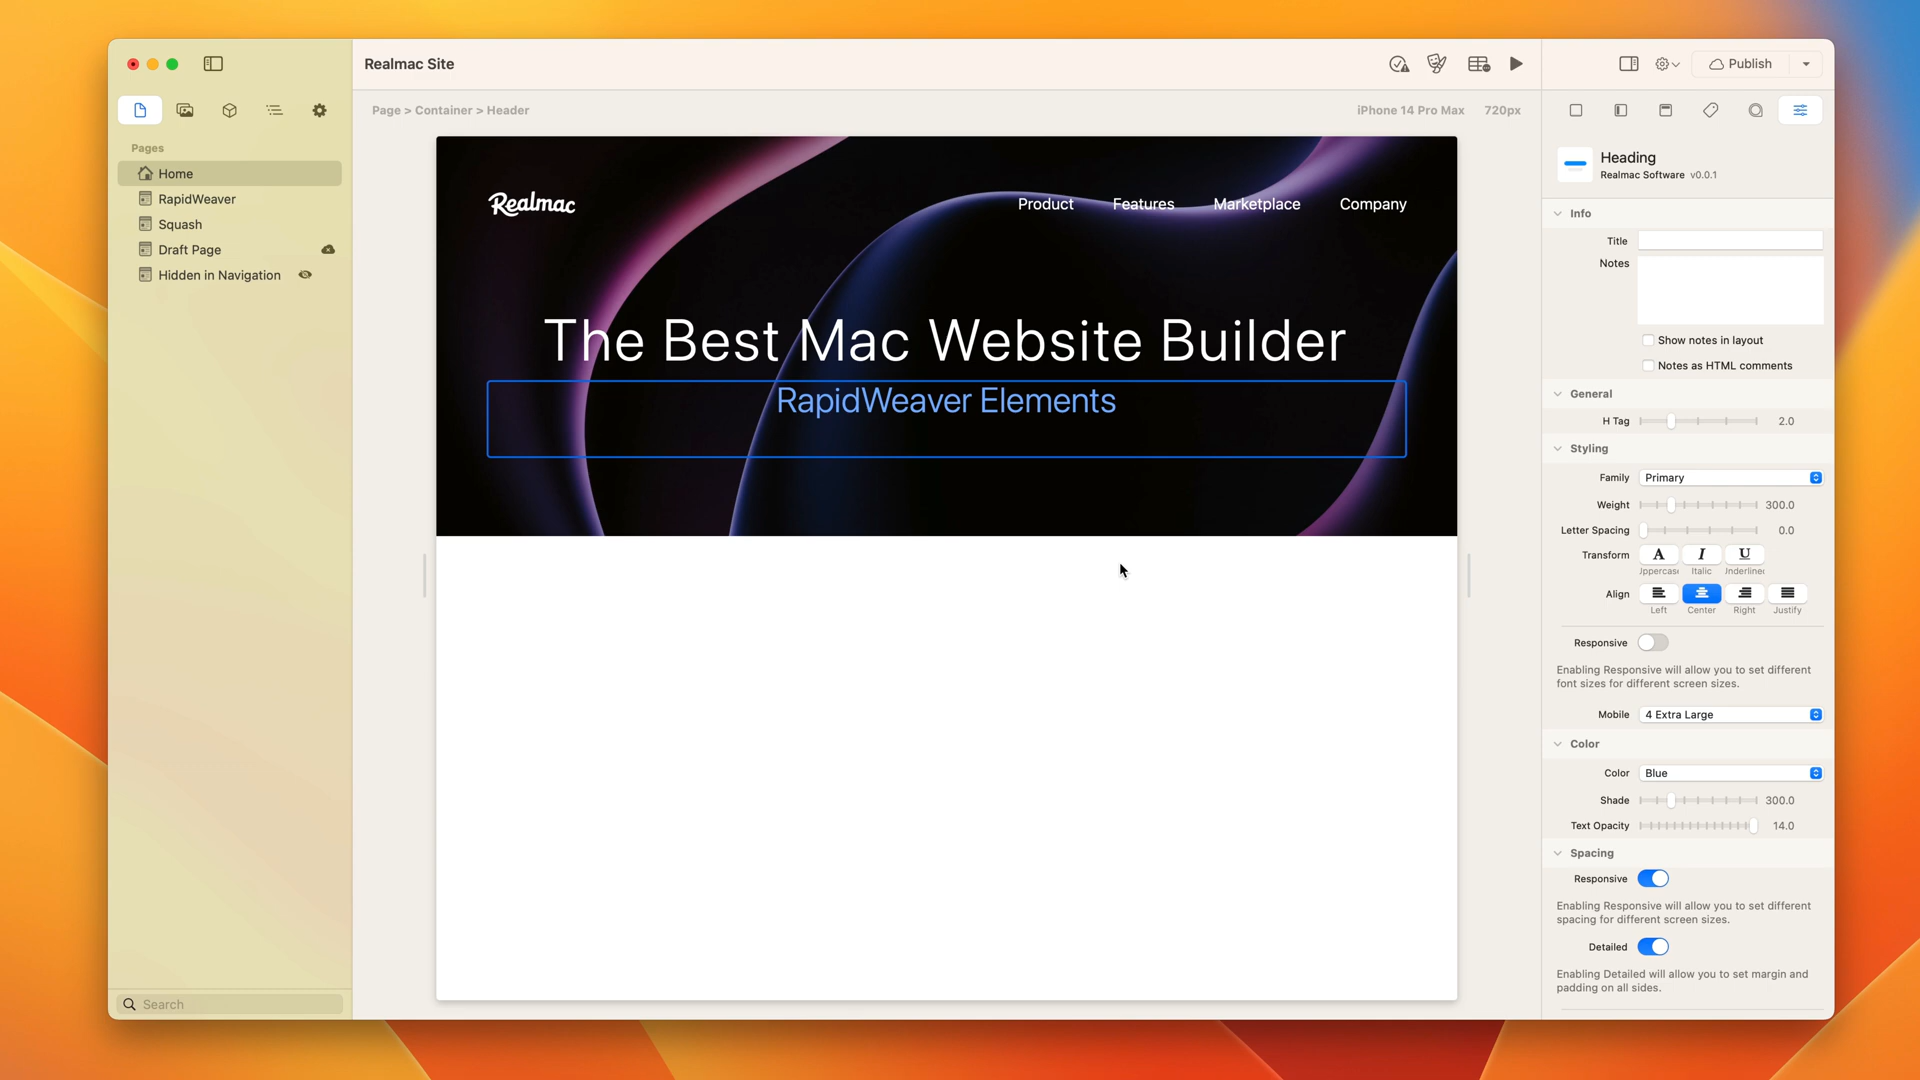 Realmac Site
Publish
Page > Container > Header
iPhone 14 Pro Max 720px
Pages
Home
RapidWeaver
Squash
Draft Page
Hidden in Navigation
Search
Realmac
Product Features Marketplace Company
The Best Mac Website Builder
RapidWeaver Elements
Heading
Realmac Software v0.0.1
Info
Title
Notes
Show notes in layout
Notes as HTML comments
General
H Tag 2.0
Styling
Family Primary
Weight 300.0
Letter Spacing 0.0
Transform A I U
Jppercas Italic Jnderline
Align
Left Center Right Justify
Responsive
Enabling Responsive will allow you to set different
font sizes for different screen sizes.
Mobile 4 Extra Large
Color
Color Blue
Shade 300.0
Text Opacity 14.0
Spacing
Responsive
Enabling Responsive will allow you to set different
spacing for different screen sizes.
Detailed
Enabling Detailed will allow you to set margin and
padding on all sides.